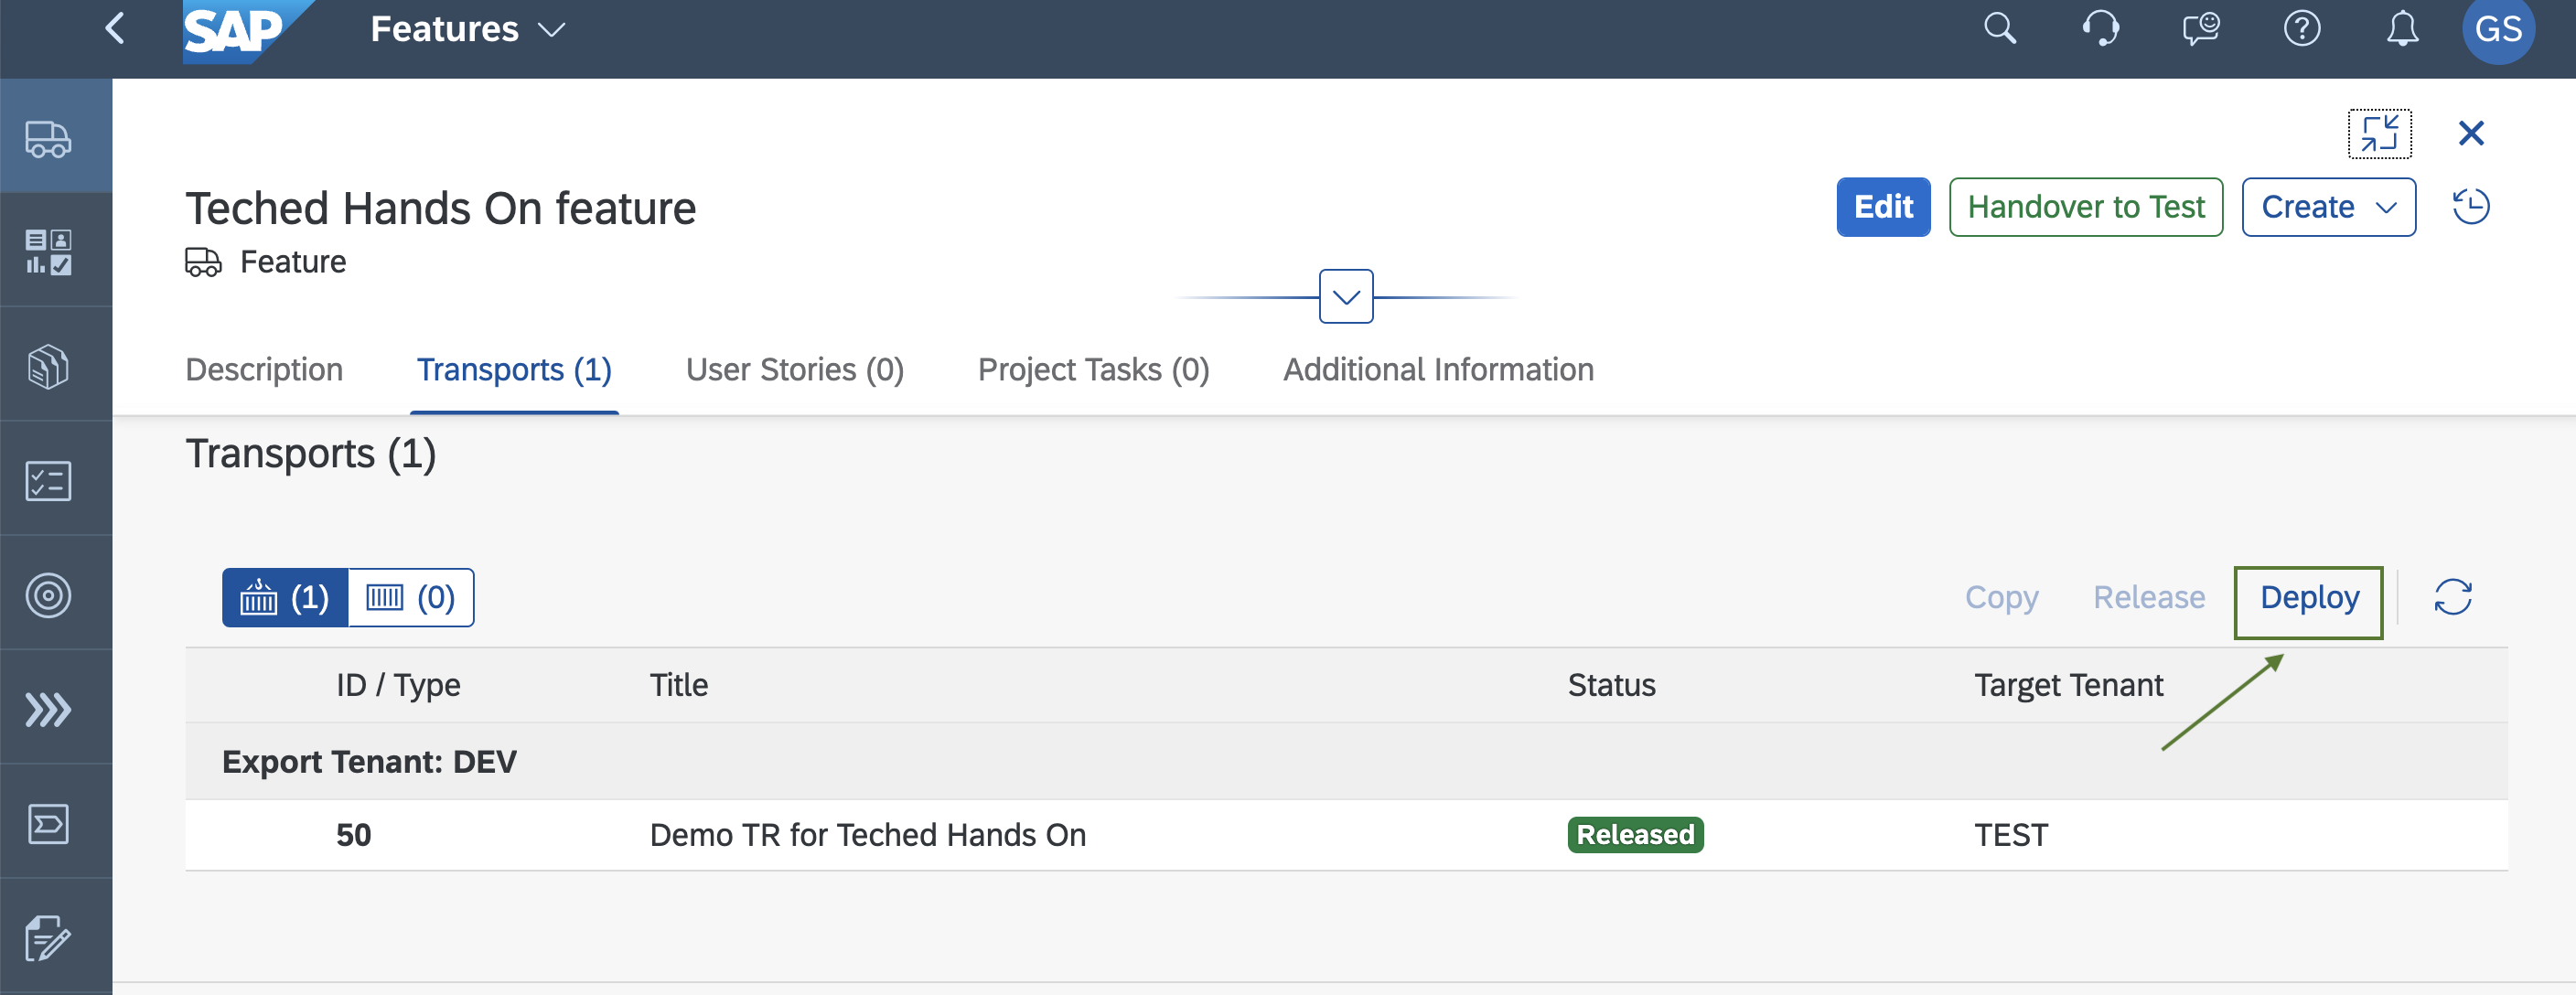 SAP Features GS
Teched Hands On feature Edit Handover to Test Create
Feature
Description Transports (1) User Stories (0) Project Tasks (0) Additional Information
Transports (1)
(1) (0) Copy Release Deploy
ID / Type Title Status Target Tenant
Export Tenant: DEV
50 Demo TR for Teched Hands On Released TEST